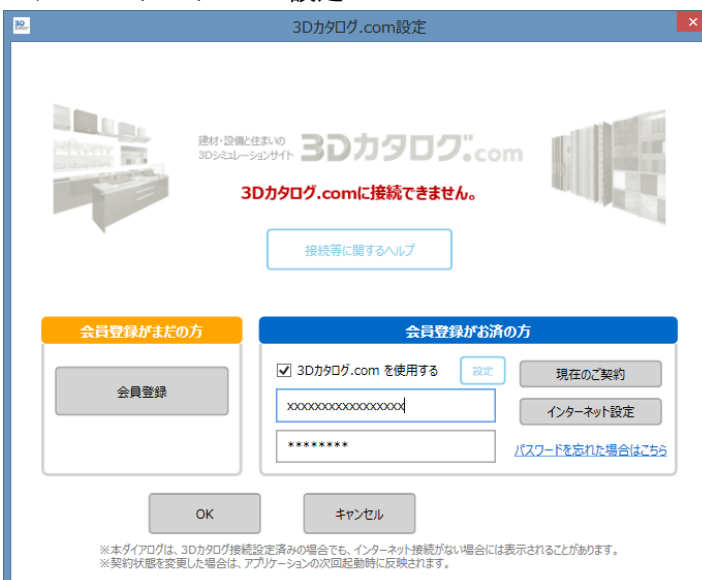 3Dカタログ.com設定
建材・設備と住まいの
3Dシミュレーションサイト 3Dカタログ.com
3Dカタログ.comに接続できません。
接続等に関するヘルプ
会員登録がまだの方
会員登録
会員登録がお済の方
3Dカタログ.com を使用する
設定
現在のご契約
xxxxxxxxxxxxxxxxx
インターネット設定
********
パスワードを忘れた場合はこちら
OK
キャンセル
※本ダイアログは、3Dカタログ接続設定済みの場合でも、インターネット接続がない場合には表示されることがあります。
※契約状態を変更した場合は、アプリケーションの次回起動時に反映されます。